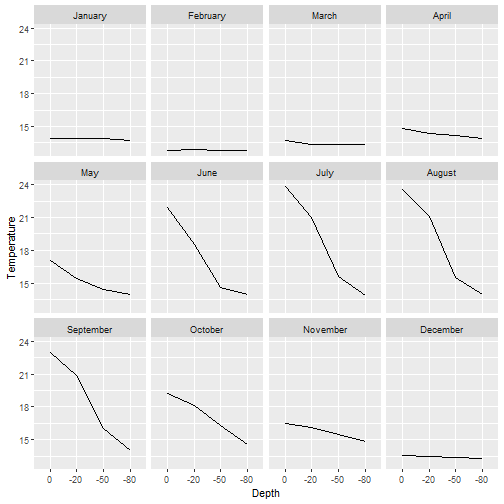 January February March April
24
21
18
15
May June July August
24
21
18
15
Temperature
September October November December
24
21
18
15
0 -20 -50 -80 0 -20 -50 -80 0 -20 -50 -80 0 -20 -50 -80
Depth